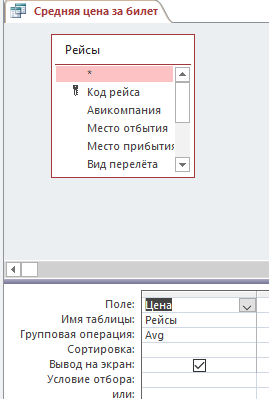 Средняя цена за билет
Рейсы
*
Код рейса
Авикомпания
Место отбытия
Место прибытия
Вид перелёта
Поле: Цена
Имя таблицы: Рейсы
Групповая операция: Avg
Сортировка:
Вывод на экран:
Условие отбора:
или: